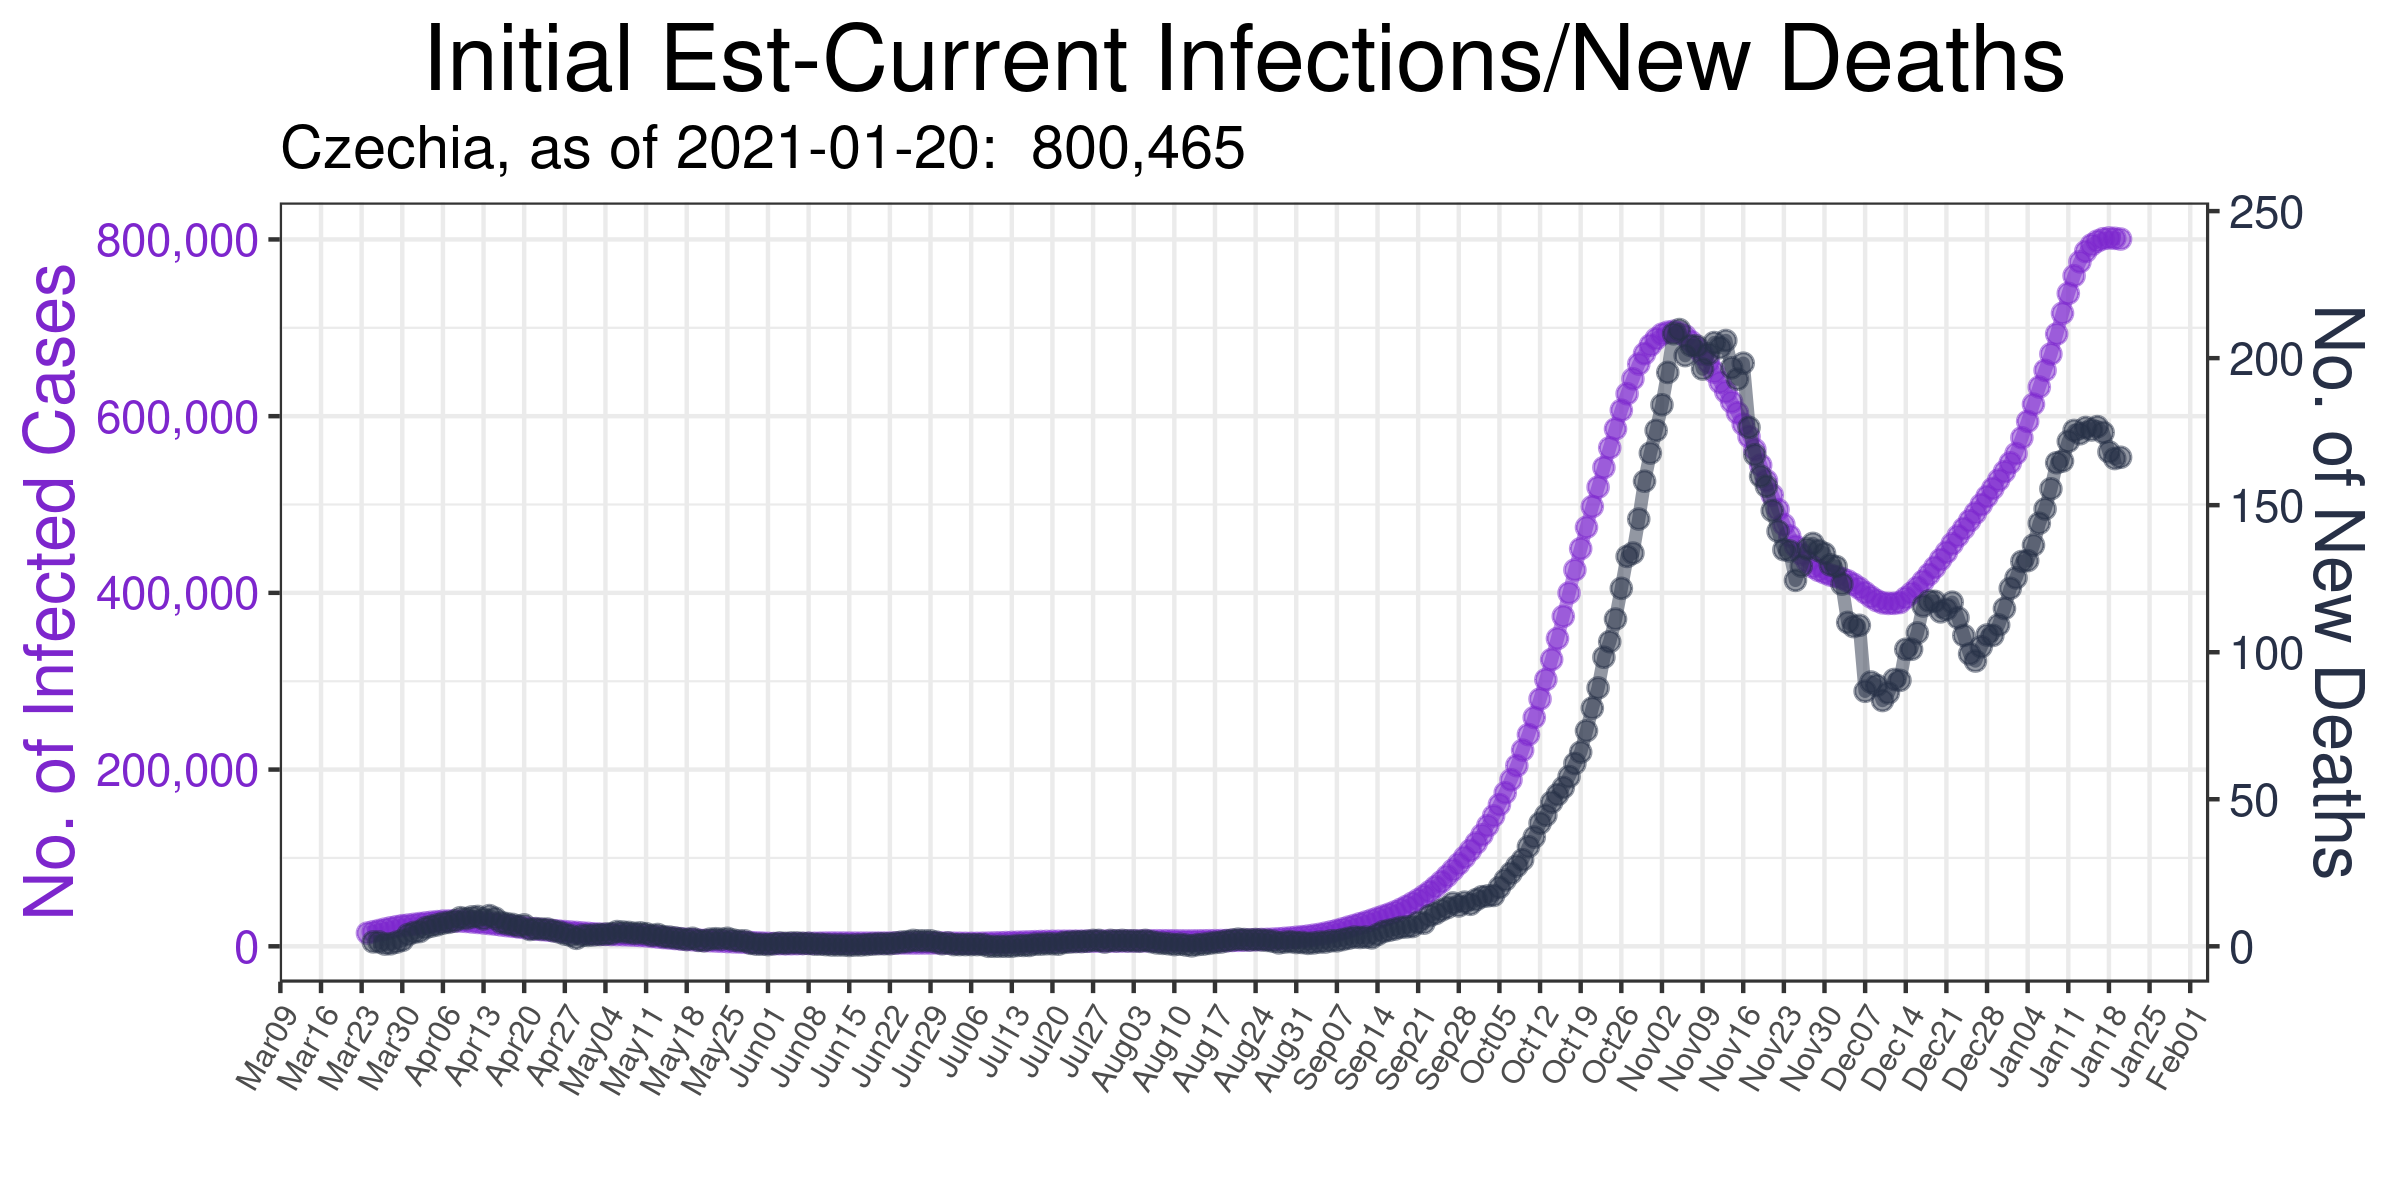 Initial Est-Current Infections/New Deaths
Czechia, as of 2021-01-20:  800,465
No. of Infected Cases
800,000
600,000
400,000
200,000
0
250
200
150
100
50
0
No. of New Deaths
Mar09
Mar16
Mar23
Mar30
Apr06
Apr13
Apr20
Apr27
May04
May11
May18
May25
Jun01
Jun08
Jun15
Jun22
Jun29
Jul06
Jul13
Jul20
Jul27
Aug03
Aug10
Aug17
Aug24
Aug31
Sep07
Sep14
Sep21
Sep28
Oct05
Oct12
Oct19
Oct26
Nov02
Nov09
Nov16
Nov23
Nov30
Dec07
Dec14
Dec21
Dec28
Jan04
Jan11
Jan18
Jan25
Feb01